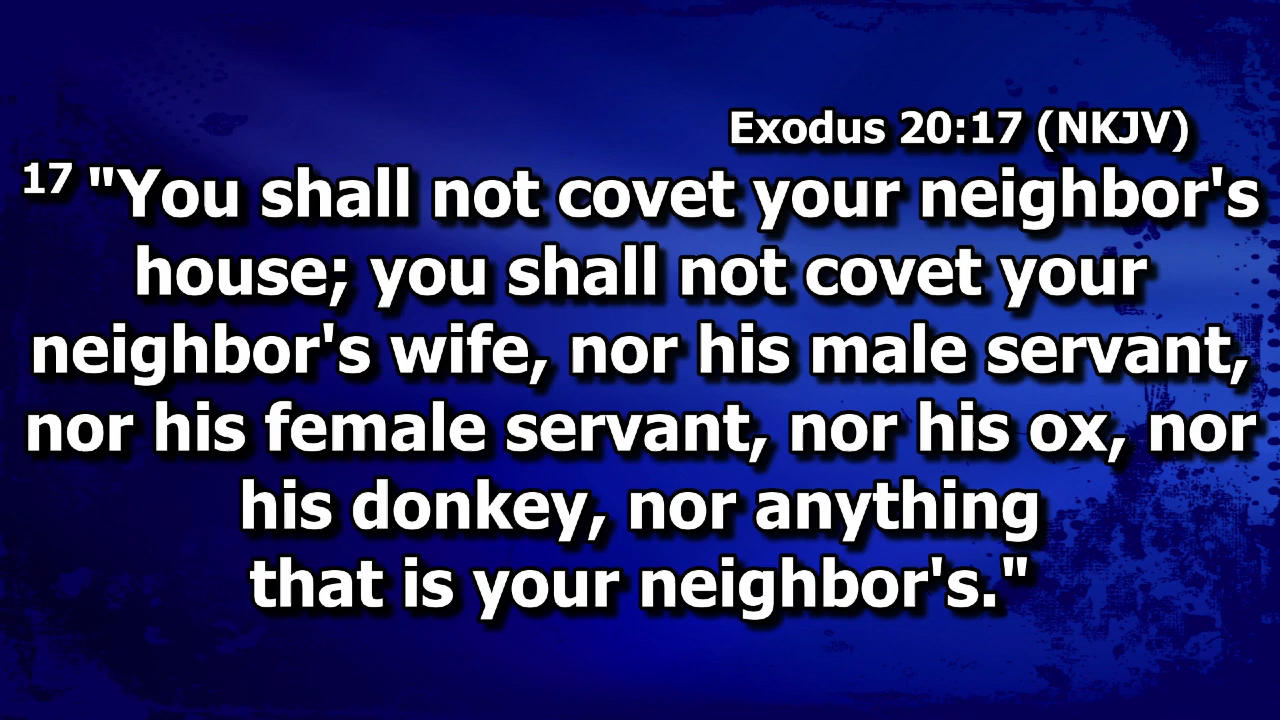 Exodus 20:17 (NKJV)
17 "You shall not covet your neighbor's
house; you shall not covet your
neighbor's wife, nor his male servant,
nor his female servant, nor his ox, nor
his donkey, nor anything
that is your neighbor's."